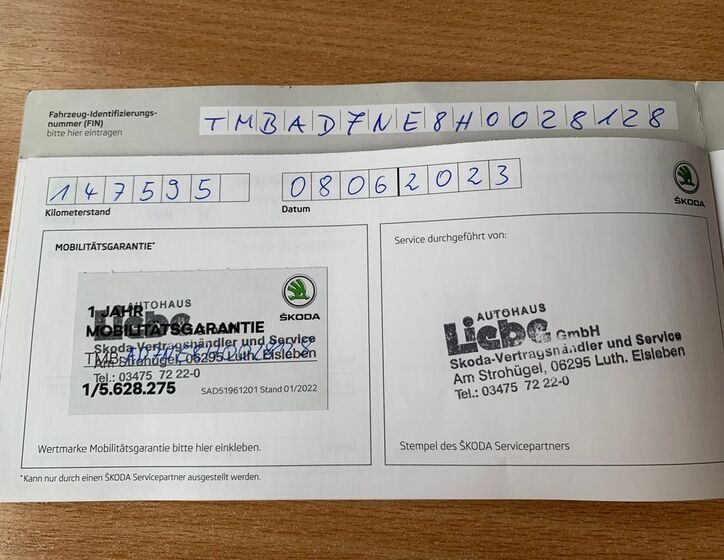 Fahrzeug-Identifizierungs-
nummer (FIN)
bitte hier eintragen
TMBAD7NE8H0028128
147595
Kilometerstand
08062023
Datum
ŠKODA
MOBILITÄTSGARANTIE*
1 JAHR
AUTOHAUS
Liebe
MOBILITÄTSGARANTIE
ŠKODA
Skoda-Vertragshändler und Service
TMB
Am Strohügel, 06295 Luth. Eisleben
Tel.: 03475 72 22-0
1/5.628.275
SAD51961201 Stand 01/2022
Wertmarke Mobilitätsgarantie bitte hier einkleben.
*Kann nur durch einen ŠKODA Servicepartner ausgestellt werden.
Service durchgeführt von:
AUTOHAUS
Liebe GmbH
Skoda-Vertragshändler und Service
Am Strohügel, 06295 Luth. Eisleben
Tel.: 03475 72 22-0
Stempel des ŠKODA Servicepartners